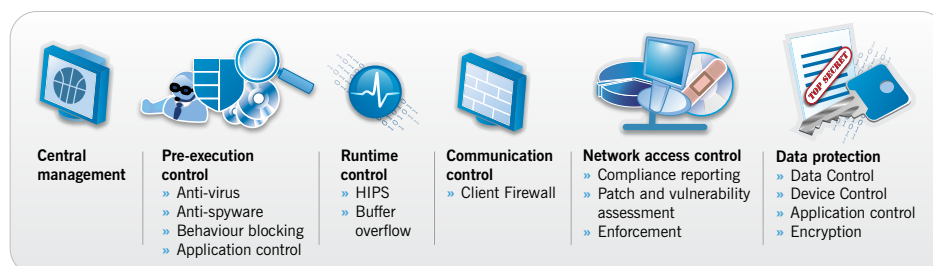 TOP SECRET
Central
management
Pre-execution
control
» Anti-virus
» Anti-spyware
» Behaviour blocking
» Application control
Runtime
control
» HIPS
» Buffer
overflow
Communication
control
» Client Firewall
Network access control
» Compliance reporting
» Patch and vulnerability
assessment
» Enforcement
Data protection
» Data Control
» Device Control
» Application control
» Encryption